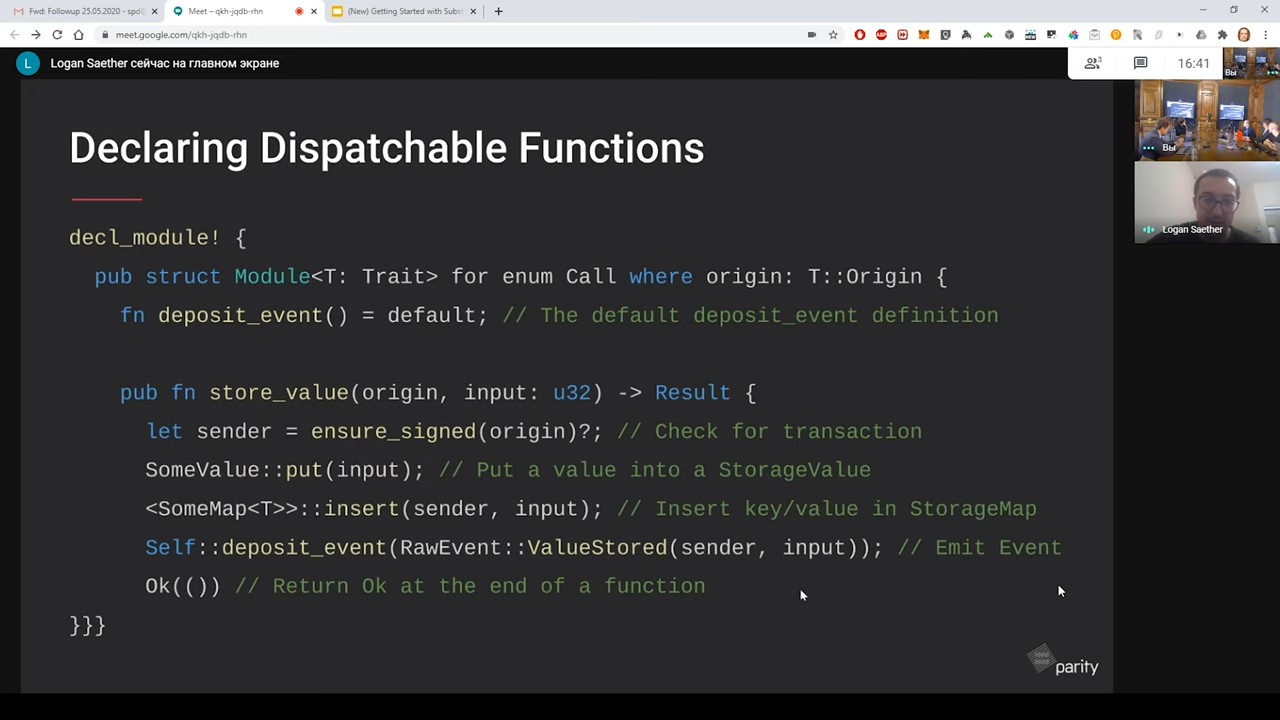 Fwd: Followup 25.05.2020 - spd@
Meet – qkh-jqdb-rhn
(New) Getting Started with Subst
meet.google.com/qkh-jqdb-rhn
L
Logan Saether сейчас на главном экране
3
16:41
Вы
Вы
Logan Saether
Declaring Dispatchable Functions
decl_module! {
pub struct Module<T: Trait> for enum Call where origin: T::Origin {
fn deposit_event() = default; // The default deposit_event definition
pub fn store_value(origin, input: u32) -> Result {
let sender = ensure_signed(origin)?; // Check for transaction
SomeValue::put(input); // Put a value into a StorageValue
<SomeMap<T>>::insert(sender, input); // Insert key/value in StorageMap
Self::deposit_event(RawEvent::ValueStored(sender, input)); // Emit Event
Ok(()) // Return Ok at the end of a function
}}}
parity